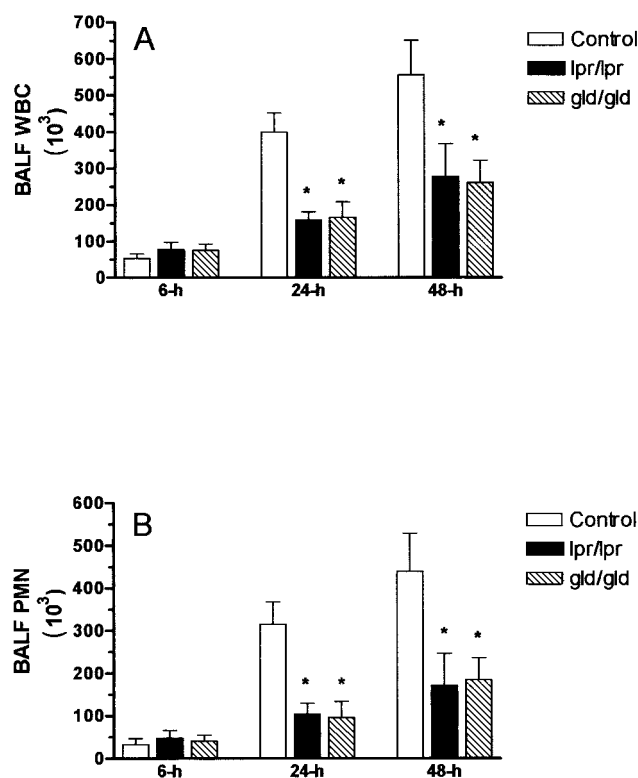 A
BALF WBC
(10³)
700
600
500
400
300
200
100
0
* *
* *
6-h 24-h 48-h
Control
lpr/lpr
gld/gld
B
BALF PMN
(10³)
600
500
400
300
200
100
0
* *
* *
6-h 24-h 48-h
Control
lpr/lpr
gld/gld